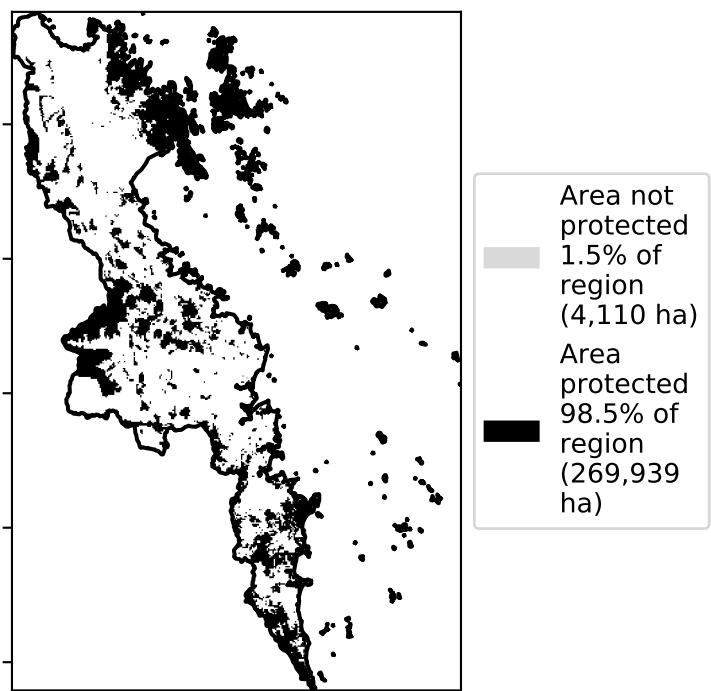 Area not
protected
1.5% of
region
(4,110 ha)
Area
protected
98.5% of
region
(269,939
ha)